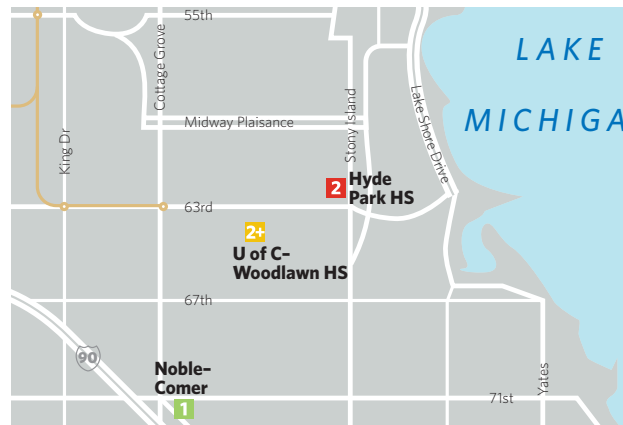 55th
LAKE
MICHIGA
Cottage Grove
King Dr
Midway Plaisance
Stony Island
Lake Shore Drive
2 Hyde
Park HS
63rd
2+
U of C–
Woodlawn HS
67th
90
Noble–
Comer
1
71st
Yates